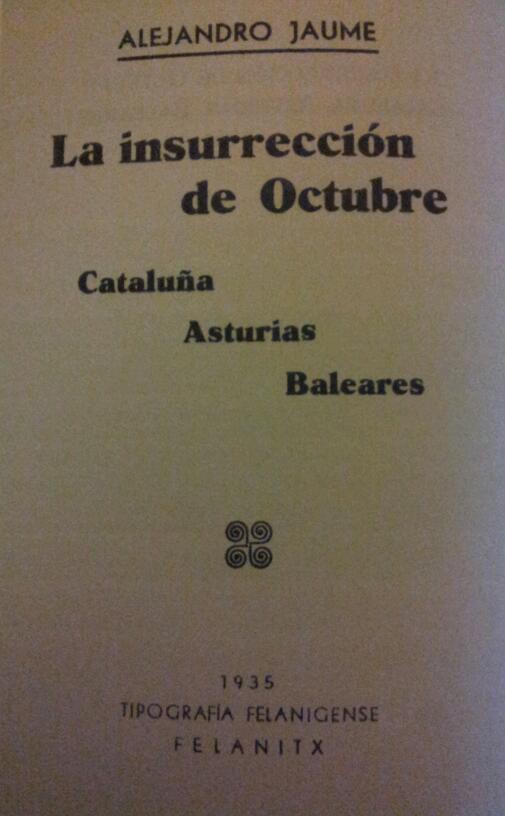 ALEJANDRO JAUME
La insurrección
de Octubre
Cataluña
Asturias
Baleares
1935
TIPOGRAFÍA FELANIGENSE
FELANITX